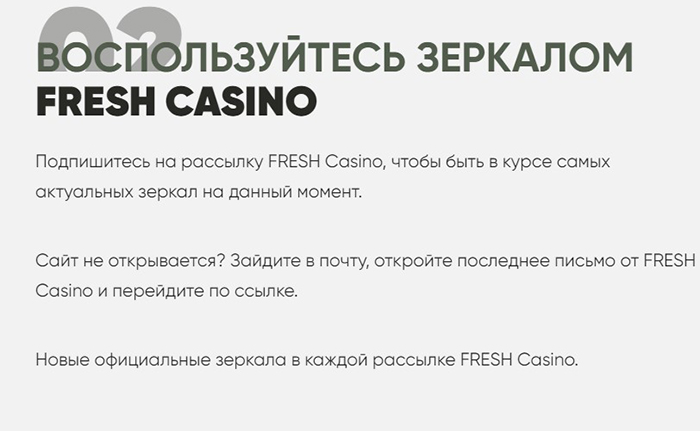 02
ВОСПОЛЬЗУЙТЕСЬ ЗЕРКАЛОМ
FRESH CASINO
Подпишитесь на рассылку FRESH Casino, чтобы быть в курсе самых
актуальных зеркал на данный момент.
Сайт не открывается? Зайдите в почту, откройте последнее письмо от FRESH
Casino и перейдите по ссылке.
Новые официальные зеркала в каждой рассылке FRESH Casino.